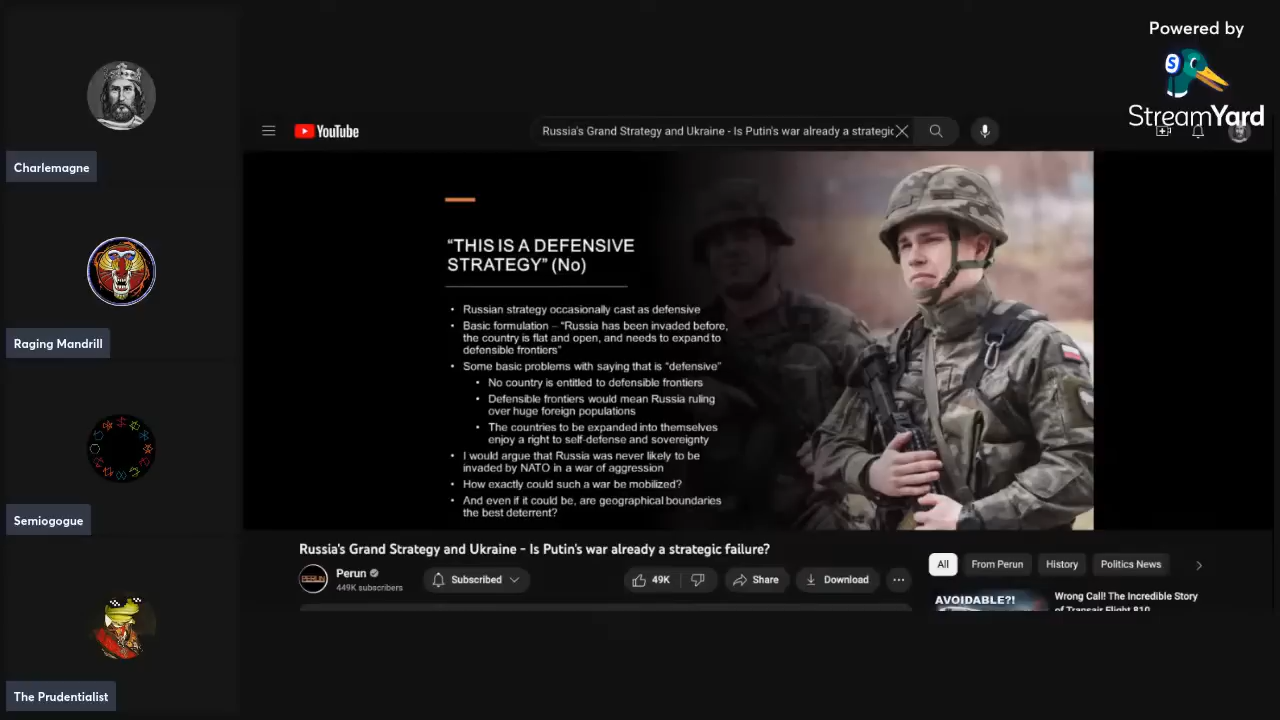 Powered by
S
StreamYard
Charlemagne
Raging Mandrill
Semiogogue
The Prudentialist
YouTube
Russia's Grand Strategy and Ukraine - Is Putin's war already a strategic
“THIS IS A DEFENSIVE
STRATEGY” (No)
• Russian strategy occasionally cast as defensive
• Basic formulation – “Russia has been invaded before,
the country is flat and open, and needs to expand to
defensible frontiers”
• Some basic problems with saying that is “defensive”
• No country is entitled to defensible frontiers
• Defensible frontiers would mean Russia ruling
over huge foreign populations
• The countries to be expanded into themselves
enjoy a right to self-defense and sovereignty
• I would argue that Russia was never likely to be
invaded by NATO in a war of aggression
• How exactly could such a war be mobilized?
• And even if it could be, are geographical boundaries
the best deterrent?
Russia's Grand Strategy and Ukraine - Is Putin's war already a strategic failure?
PERUN
Perun
449K subscribers
Subscribed
49K
Share
Download
All
From Perun
History
Politics News
AVOIDABLE?!
Wrong Call! The Incredible Story
of Transair Flight 810